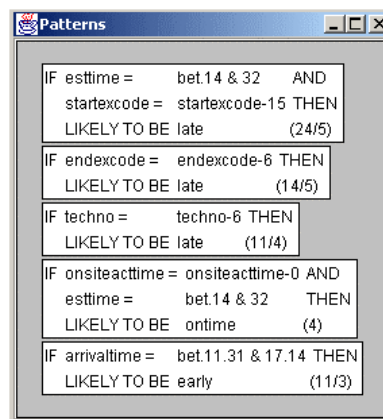 Patterns
IF esttime = bet.14 & 32 AND
startexcode = startexcode-15 THEN
LIKELY TO BE late (24/5)
IF endexcode = endexcode-6 THEN
LIKELY TO BE late (14/5)
IF techno = techno-6 THEN
LIKELY TO BE late (11/4)
IF onsiteacttime = onsiteacttime-0 AND
esttime = bet.14 & 32 THEN
LIKELY TO BE ontime (4)
IF arrivaltime = bet.11.31 & 17.14 THEN
LIKELY TO BE early (11/3)